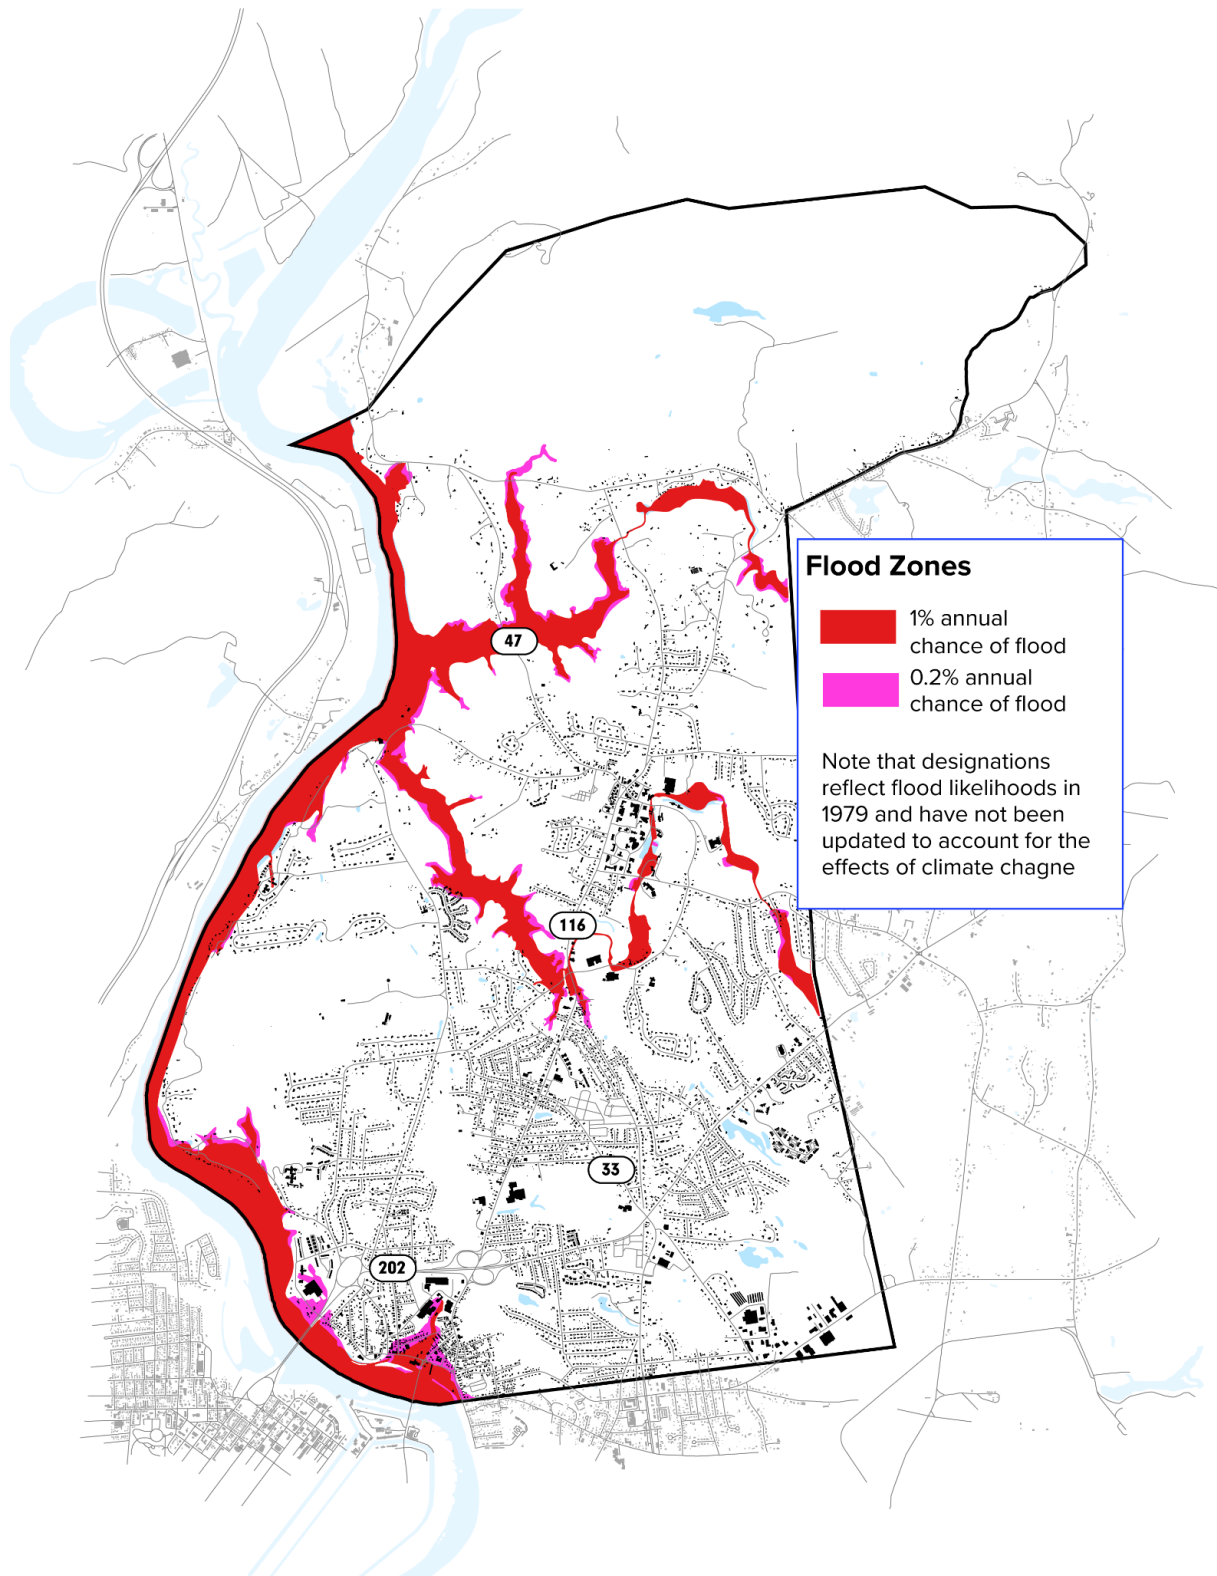 47
Flood Zones
1% annual
chance of flood
0.2% annual
chance of flood
Note that designations
reflect flood likelihoods in
1979 and have not been
updated to account for the
effects of climate chagne
116
33
202